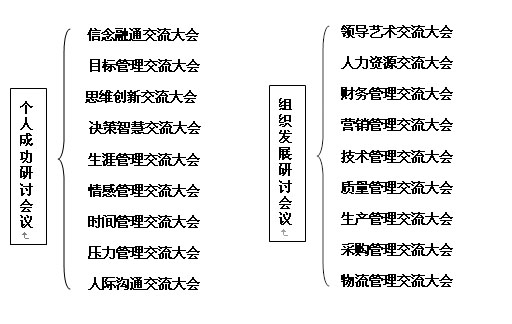 个人成功研讨会议
信念融通交流大会
目标管理交流大会
思维创新交流大会
决策智慧交流大会
生涯管理交流大会
情感管理交流大会
时间管理交流大会
压力管理交流大会
人际沟通交流大会
组织发展研讨会议
领导艺术交流大会
人力资源交流大会
财务管理交流大会
营销管理交流大会
技术管理交流大会
质量管理交流大会
生产管理交流大会
采购管理交流大会
物流管理交流大会